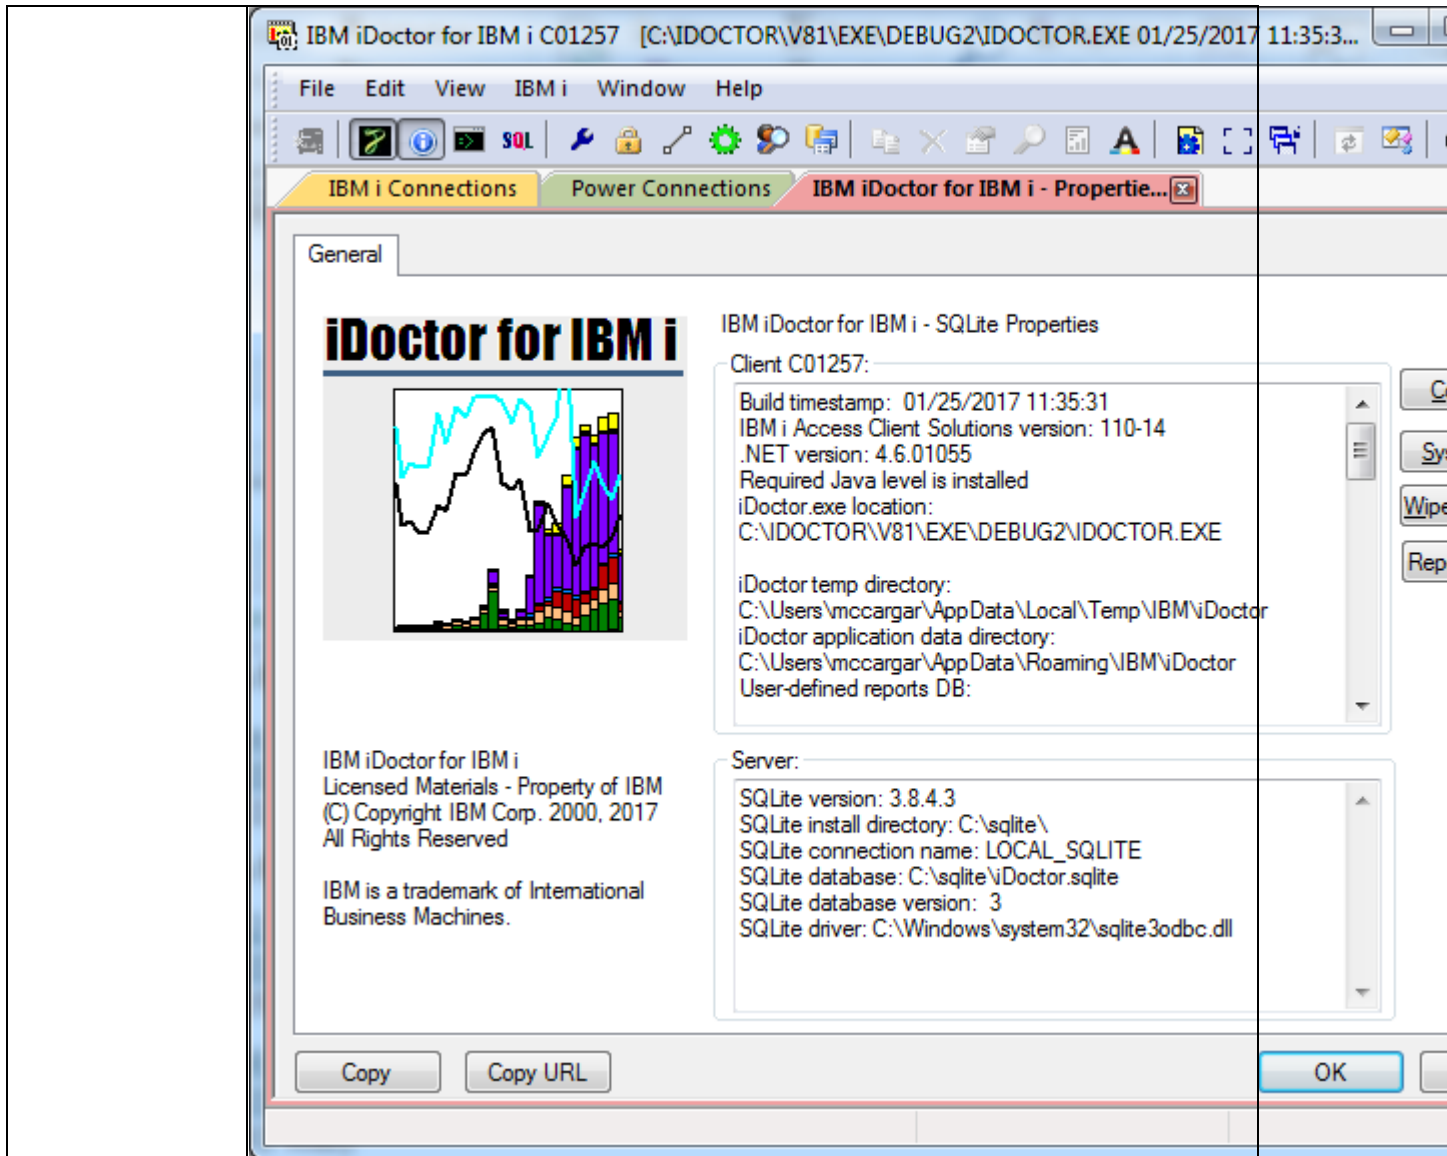 IBM iDoctor for IBM i C01257 [C:\IDOCTOR\V81\EXE\DEBUG2\IDOCTOR.EXE 01/25/2017 11:35:3...
File Edit View IBM i Window Help
SQL
IBM i Connections Power Connections IBM iDoctor for IBM i - Propertie...
General
iDoctor for IBM i
IBM iDoctor for IBM i - SQLite Properties
Client C01257:
Build timestamp: 01/25/2017 11:35:31
IBM i Access Client Solutions version: 110-14
.NET version: 4.6.01055
Required Java level is installed
iDoctor.exe location:
C:\IDOCTOR\V81\EXE\DEBUG2\IDOCTOR.EXE
iDoctor temp directory:
C:\Users\mccargar\AppData\Local\Temp\IBM\iDoctor
iDoctor application data directory:
C:\Users\mccargar\AppData\Roaming\IBM\iDoctor
User-defined reports DB:
IBM iDoctor for IBM i
Licensed Materials - Property of IBM
(C) Copyright IBM Corp. 2000, 2017
All Rights Reserved
IBM is a trademark of International
Business Machines.
Server:
SQLite version: 3.8.4.3
SQLite install directory: C:\sqlite\
SQLite connection name: LOCAL_SQLITE
SQLite database: C:\sqlite\iDoctor.sqlite
SQLite database version: 3
SQLite driver: C:\Windows\system32\sqlite3odbc.dll
Wipe
Copy Copy URL OK